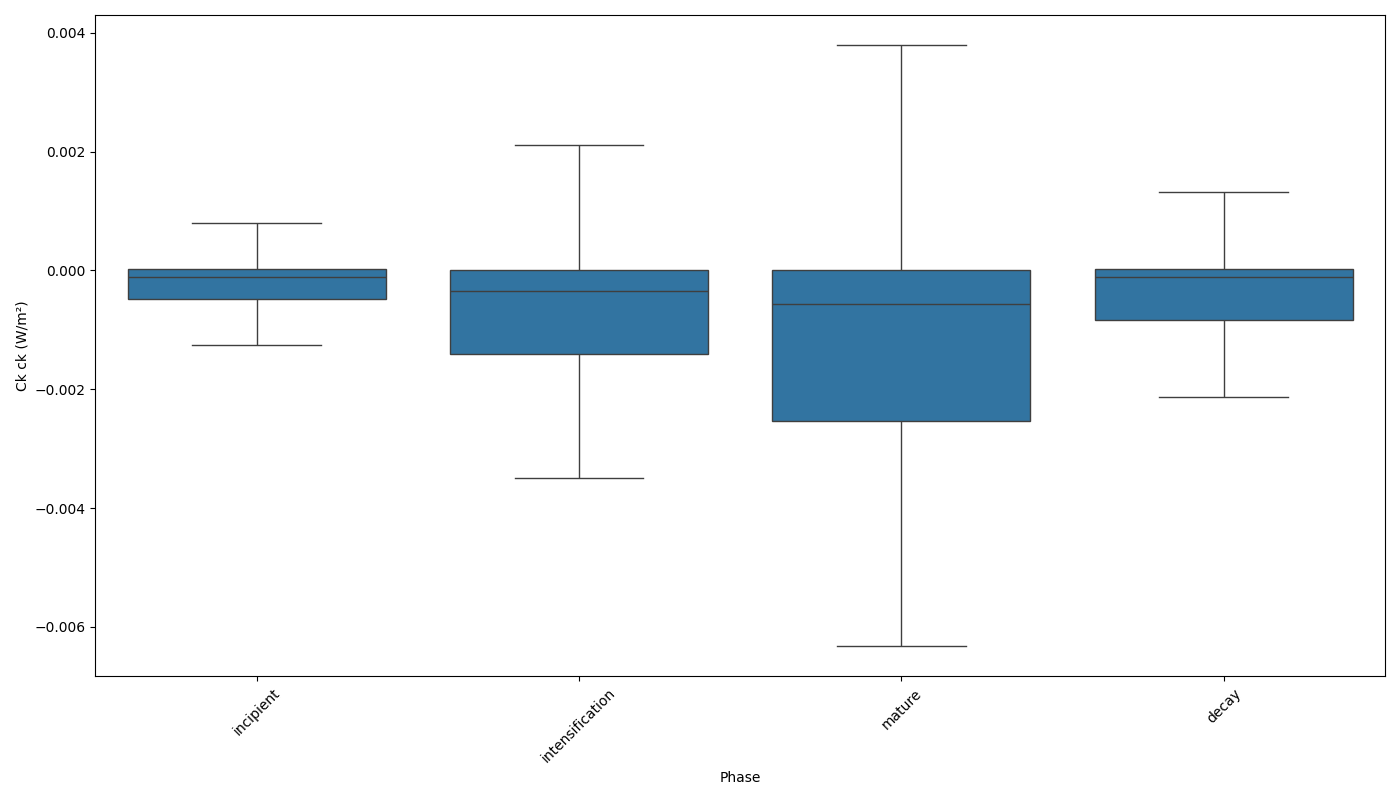 Ck ck (W/m²)
0.004
0.002
0.000
−0.002
−0.004
−0.006
incipient
intensification
mature
decay
Phase